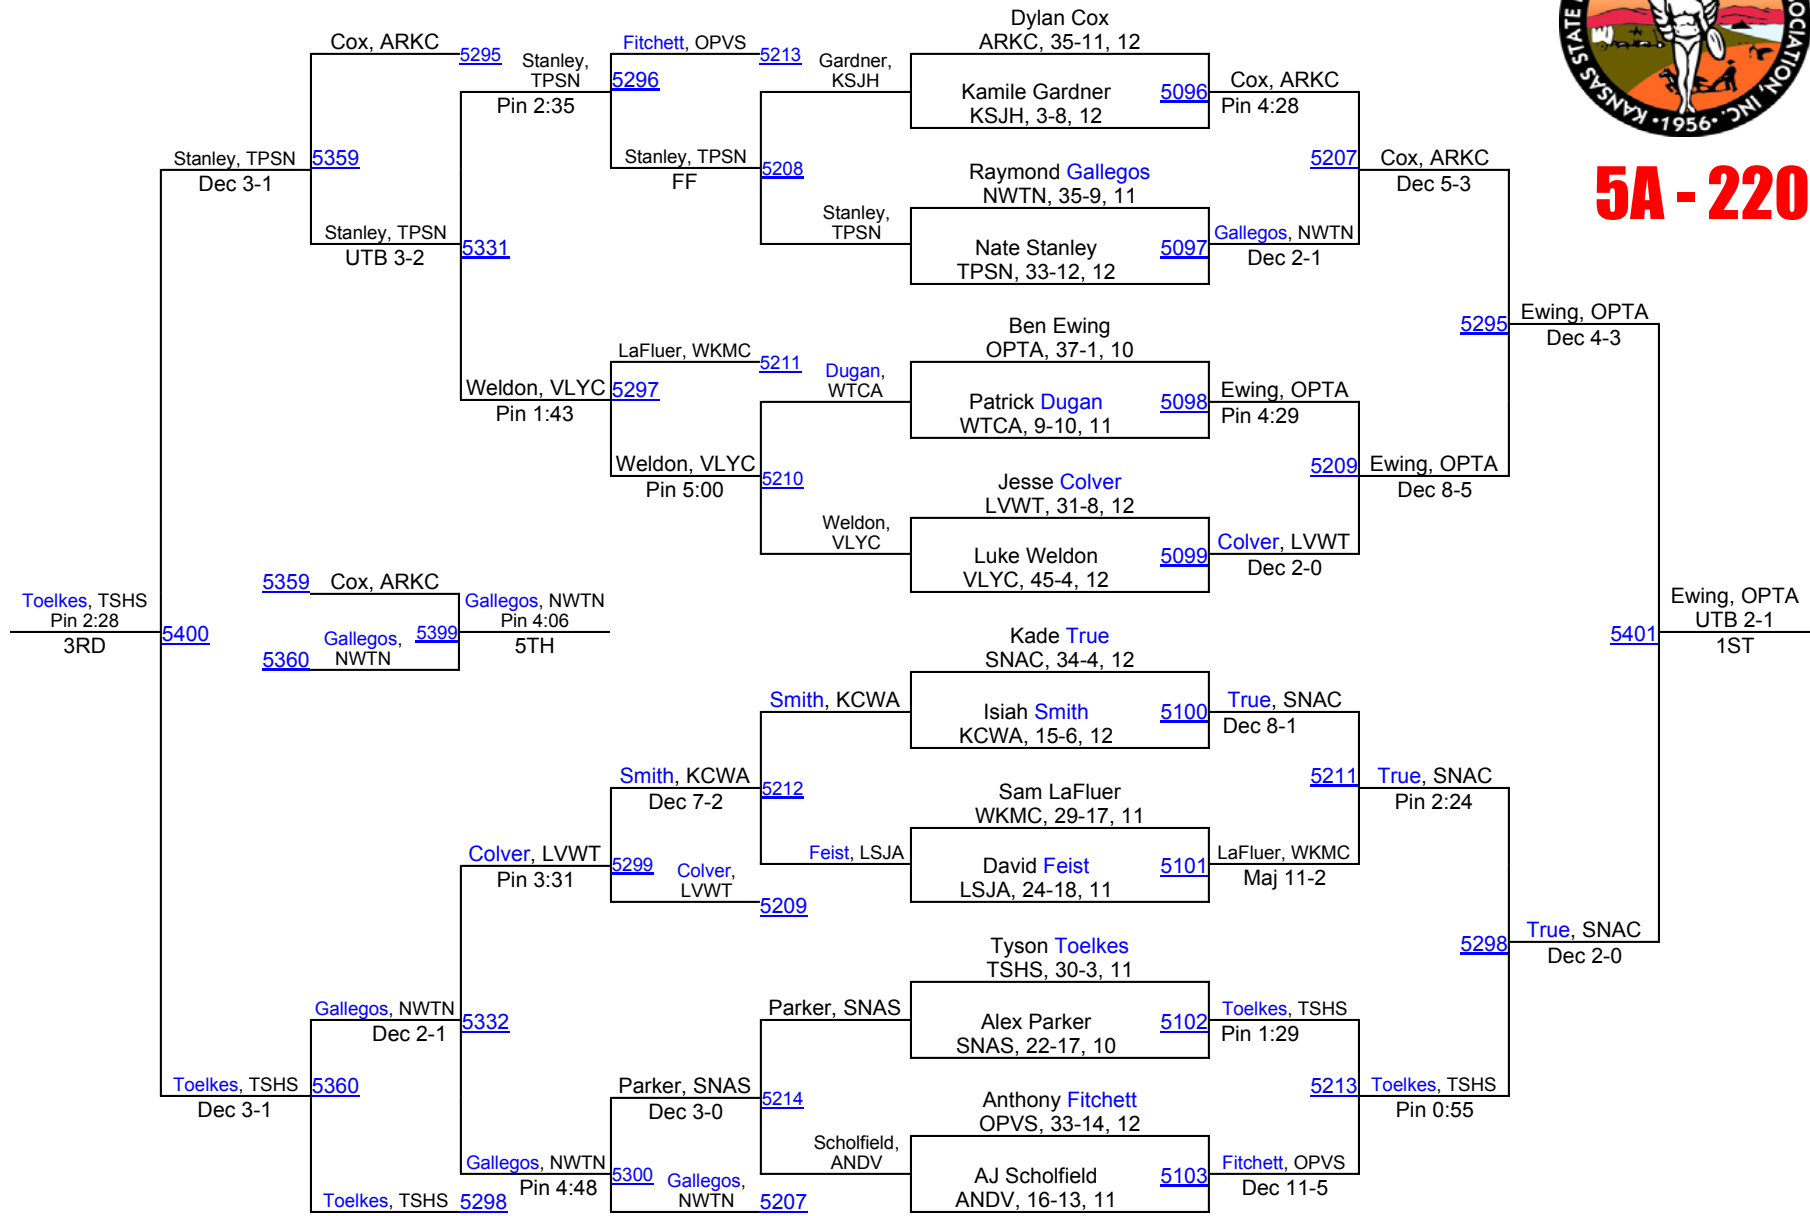 KANSAS STATE A
OCIATION, INC.
·1956·
5A - 220
Dylan Cox
ARKC, 35-11, 12
Kamile Gardner
KSJH, 3-8, 12
5096
Cox, ARKC
Pin 4:28
Raymond Gallegos
NWTN, 35-9, 11
Nate Stanley
TPSN, 33-12, 12
5097
Gallegos, NWTN
Dec 2-1
5207
Cox, ARKC
Dec 5-3
Ben Ewing
OPTA, 37-1, 10
Patrick Dugan
WTCA, 9-10, 11
5098
Ewing, OPTA
Pin 4:29
Jesse Colver
LVWT, 31-8, 12
Luke Weldon
VLYC, 45-4, 12
5099
Colver, LVWT
Dec 2-0
5209
Ewing, OPTA
Dec 8-5
5295
Ewing, OPTA
Dec 4-3
Kade True
SNAC, 34-4, 12
Isiah Smith
KCWA, 15-6, 12
5100
True, SNAC
Dec 8-1
Sam LaFluer
WKMC, 29-17, 11
David Feist
LSJA, 24-18, 11
5101
LaFluer, WKMC
Maj 11-2
5211
True, SNAC
Pin 2:24
Tyson Toelkes
TSHS, 30-3, 11
Alex Parker
SNAS, 22-17, 10
5102
Toelkes, TSHS
Pin 1:29
Anthony Fitchett
OPVS, 33-14, 12
AJ Scholfield
ANDV, 16-13, 11
5103
Fitchett, OPVS
Dec 11-5
5213
Toelkes, TSHS
Pin 0:55
5298
True, SNAC
Dec 2-0
5401
Ewing, OPTA
UTB 2-1
1ST
Gardner,
KSJH
Stanley,
TPSN
5208
Stanley, TPSN
FF
Fitchett, OPVS
5213
5296
Stanley,
TPSN
Pin 2:35
Dugan,
WTCA
Weldon,
VLYC
5210
Weldon, VLYC
Pin 5:00
LaFluer, WKMC
5211
5297
Weldon, VLYC
Pin 1:43
5331
Stanley, TPSN
UTB 3-2
Cox, ARKC
5295
5359
Stanley, TPSN
Dec 3-1
5359
Cox, ARKC
5360
Gallegos,
NWTN
5399
Gallegos, NWTN
Pin 4:06
5TH
Smith, KCWA
Feist, LSJA
5212
Smith, KCWA
Dec 7-2
Colver,
LVWT
5209
5299
Colver, LVWT
Pin 3:31
Parker, SNAS
Scholfield,
ANDV
5214
Parker, SNAS
Dec 3-0
Gallegos,
NWTN
5207
5300
Gallegos, NWTN
Pin 4:48
5332
Gallegos, NWTN
Dec 2-1
Toelkes, TSHS
5298
5360
Toelkes, TSHS
Dec 3-1
5400
Toelkes, TSHS
Pin 2:28
3RD